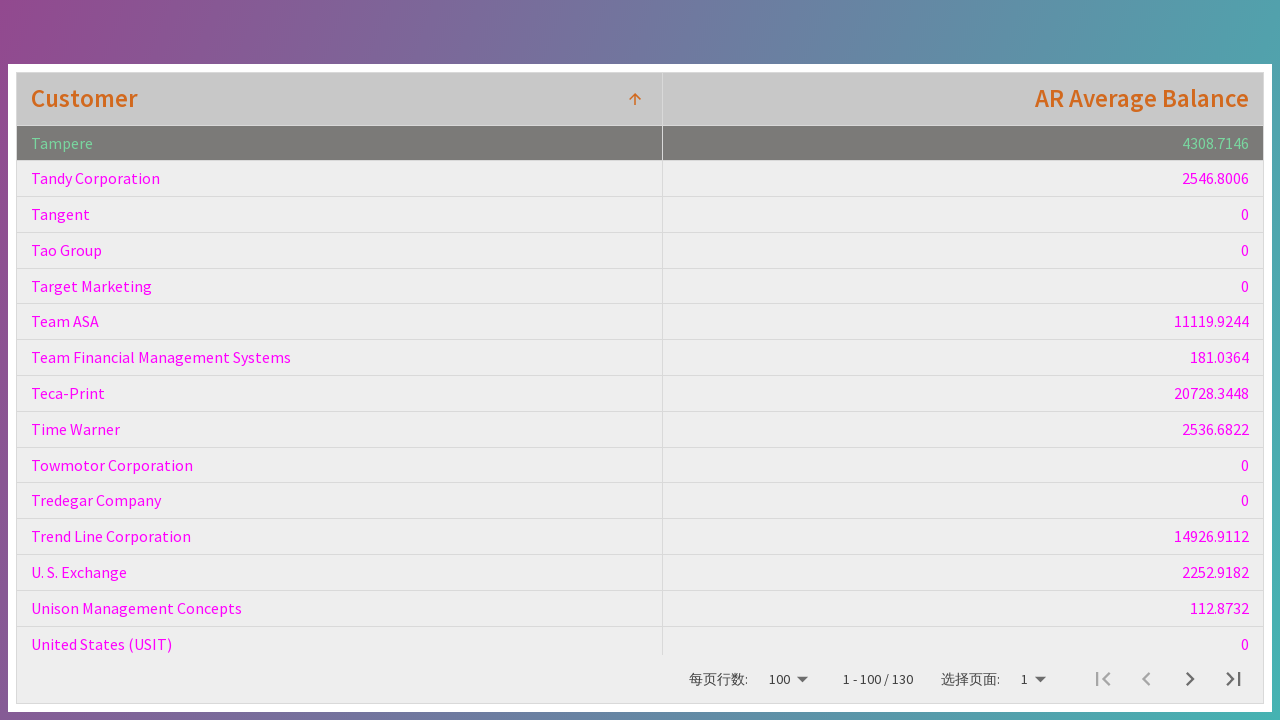 Customer AR Average Balance
Tampere 4308.7146
Tandy Corporation 2546.8006
Tangent 0
Tao Group 0
Target Marketing 0
Team ASA 11119.9244
Team Financial Management Systems 181.0364
Teca-Print 20728.3448
Time Warner 2536.6822
Towmotor Corporation 0
Tredegar Company 0
Trend Line Corporation 14926.9112
U. S. Exchange 2252.9182
Unison Management Concepts 112.8732
United States (USIT) 0
每页行数: 100 1 - 100 / 130 选择页面: 1